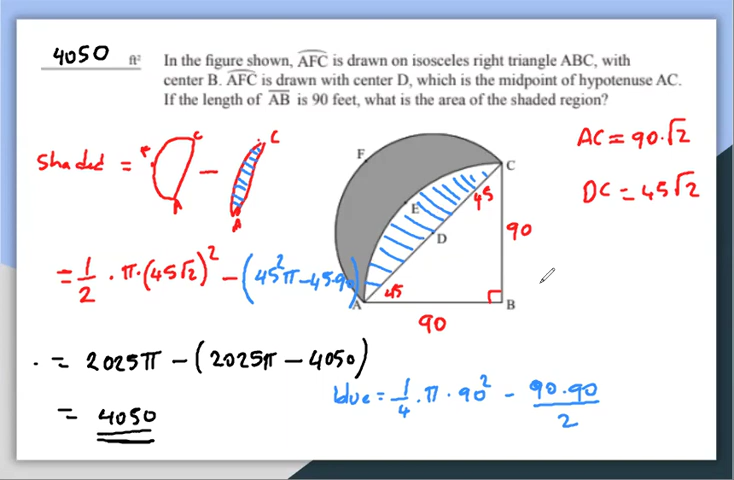 4050 ft² In the figure shown, AFC is drawn on isosceles right triangle ABC, with
center B. AFC is drawn with center D, which is the midpoint of hypotenuse AC.
If the length of AB is 90 feet, what is the area of the shaded region?
AC = 90·√2
DC = 45√2
Shaded = F C A − C A
F
C
E
D
45
90
A
45
B
90
= 1/2 · π·(45√2)² − (45²π − 45·90)
= 2025π − (2025π − 4050)
= 4050
blue = 1/4 · π · 90² − 90·90/2